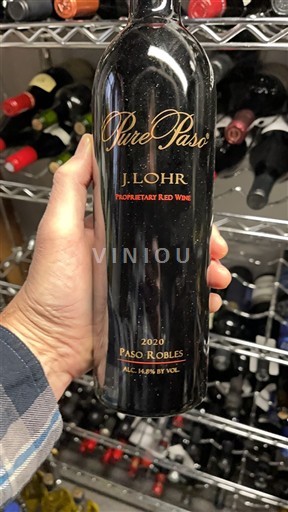 Pure Paso®
J. LOHR
PROPRIETARY RED WINE
VINIOU
2020
PASO ROBLES
ALC. 14.8% BY VOL.